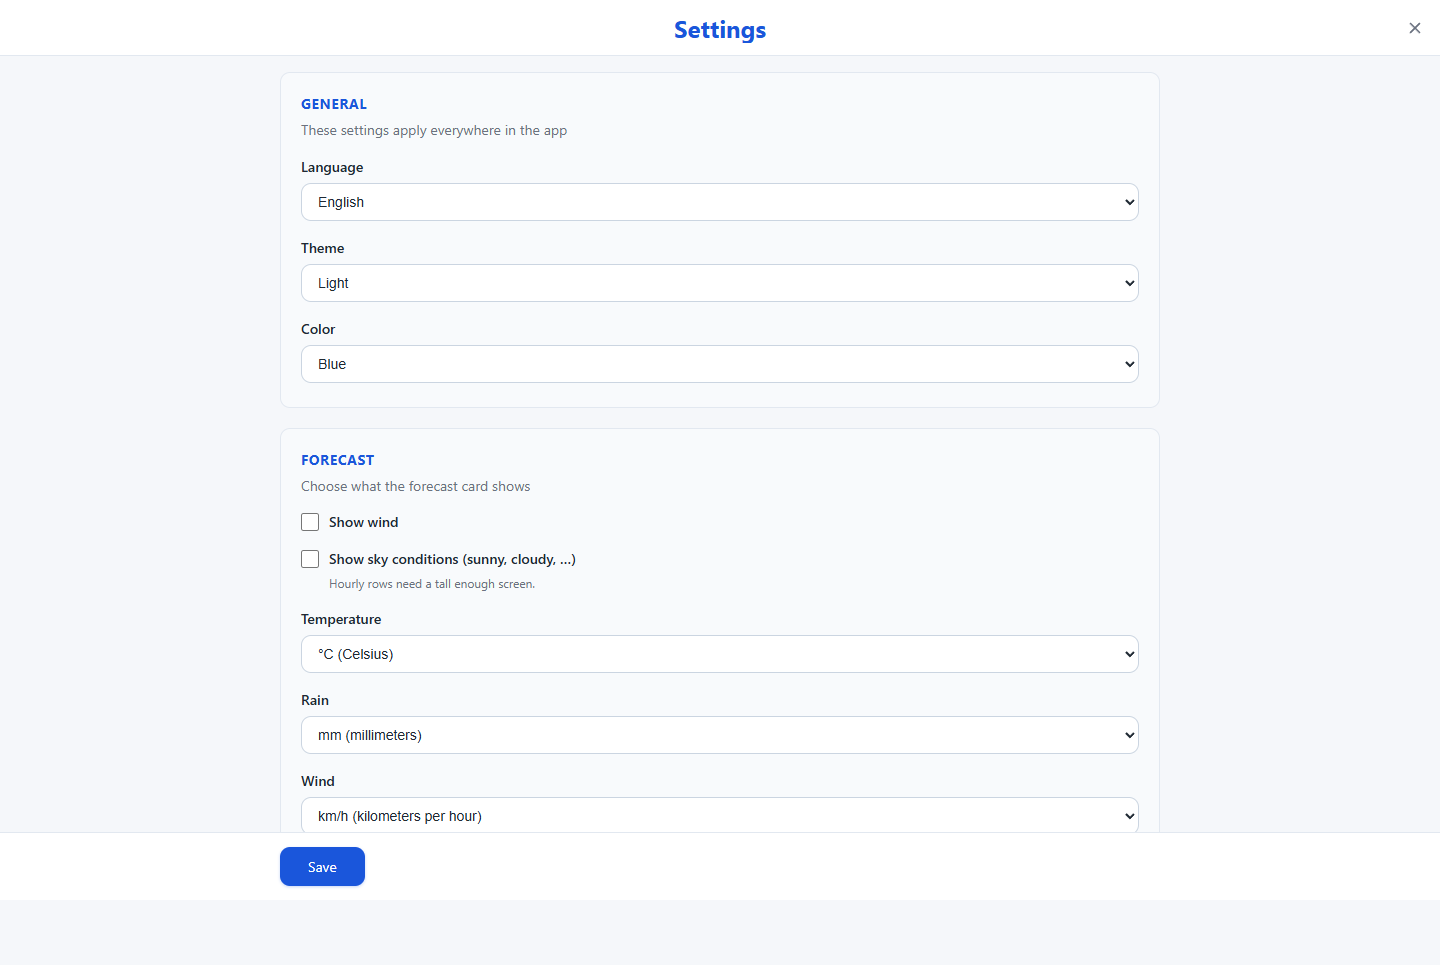 Settings
×
GENERAL
These settings apply everywhere in the app
Language
English
Theme
Light
Color
Blue
FORECAST
Choose what the forecast card shows
Show wind
Show sky conditions (sunny, cloudy, ...)
Hourly rows need a tall enough screen.
Temperature
°C (Celsius)
Rain
mm (millimeters)
Wind
km/h (kilometers per hour)
Save